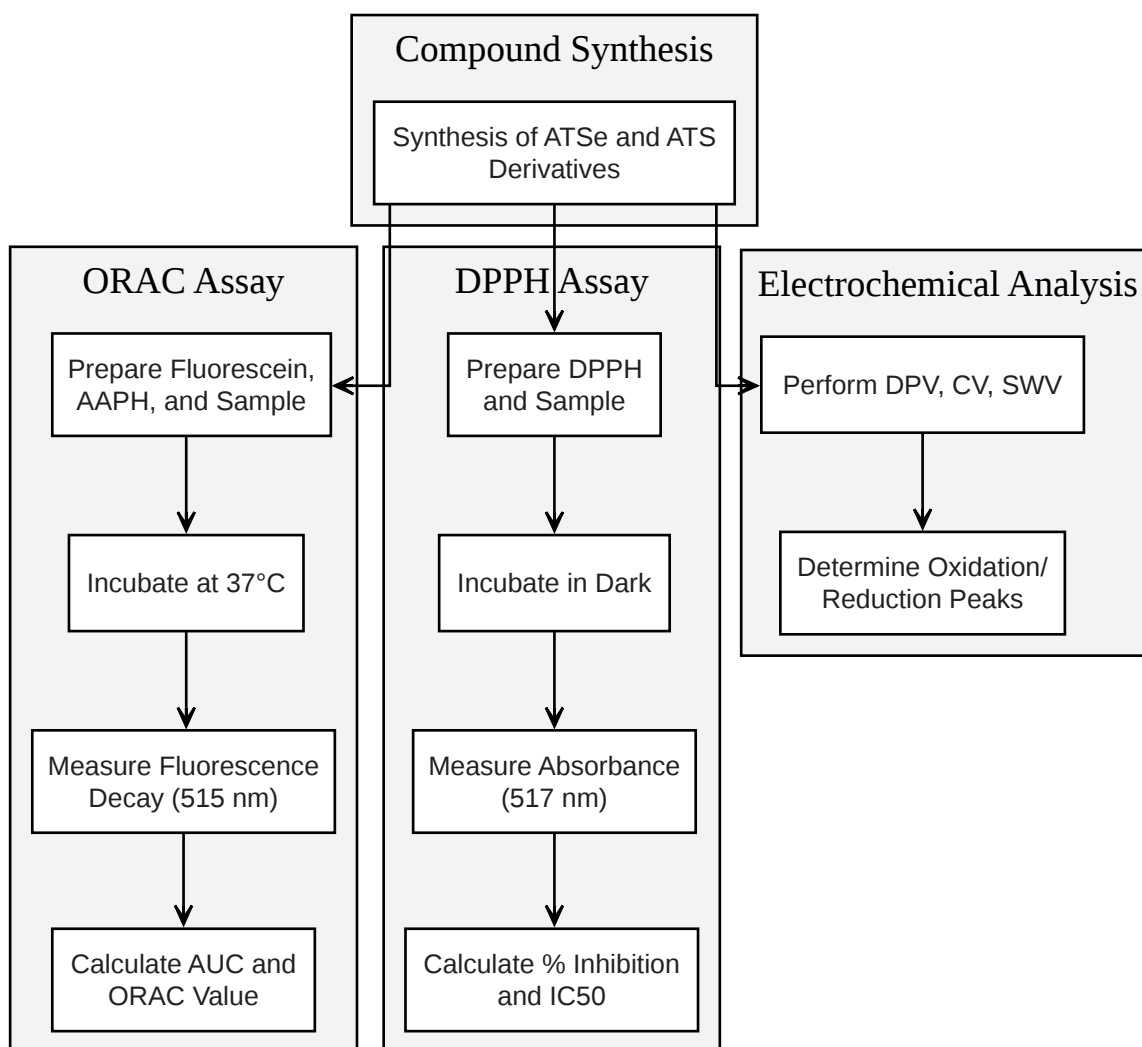 Compound Synthesis
Synthesis of ATSe and ATS
Derivatives
ORAC Assay
Prepare Fluorescein,
AAPH, and Sample
Incubate at 37°C
Measure Fluorescence
Decay (515 nm)
Calculate AUC and
ORAC Value
DPPH Assay
Prepare DPPH
and Sample
Incubate in Dark
Measure Absorbance
(517 nm)
Calculate % Inhibition
and IC50
Electrochemical Analysis
Perform DPV, CV, SWV
Determine Oxidation/
Reduction Peaks